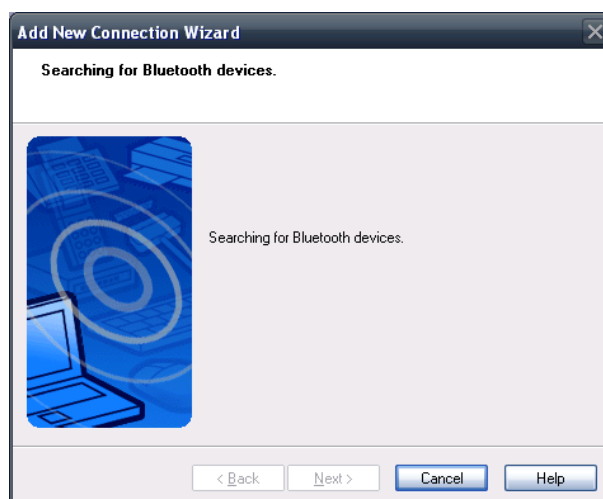 Add New Connection Wizard
Searching for Bluetooth devices.
Searching for Bluetooth devices.
< Back Next > Cancel Help